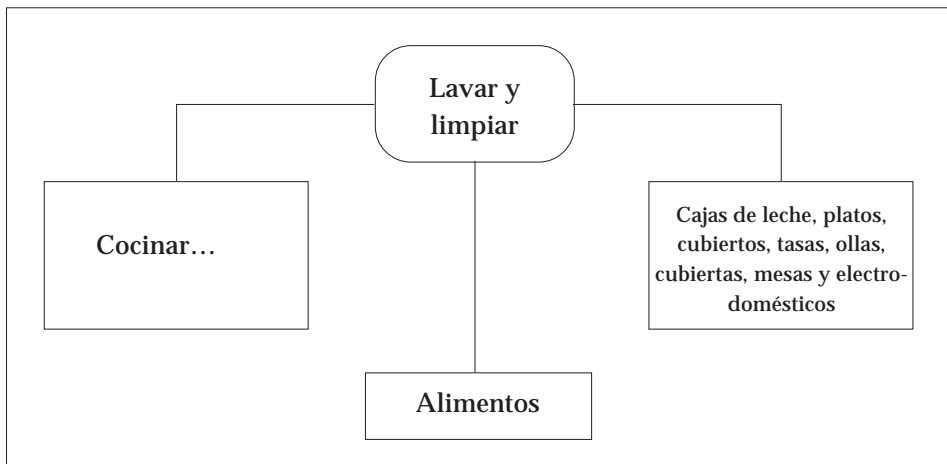 Lavar y
limpiar
Cocinar…
Cajas de leche, platos,
cubiertos, tasas, ollas,
cubiertas, mesas y electro-
domésticos
Alimentos